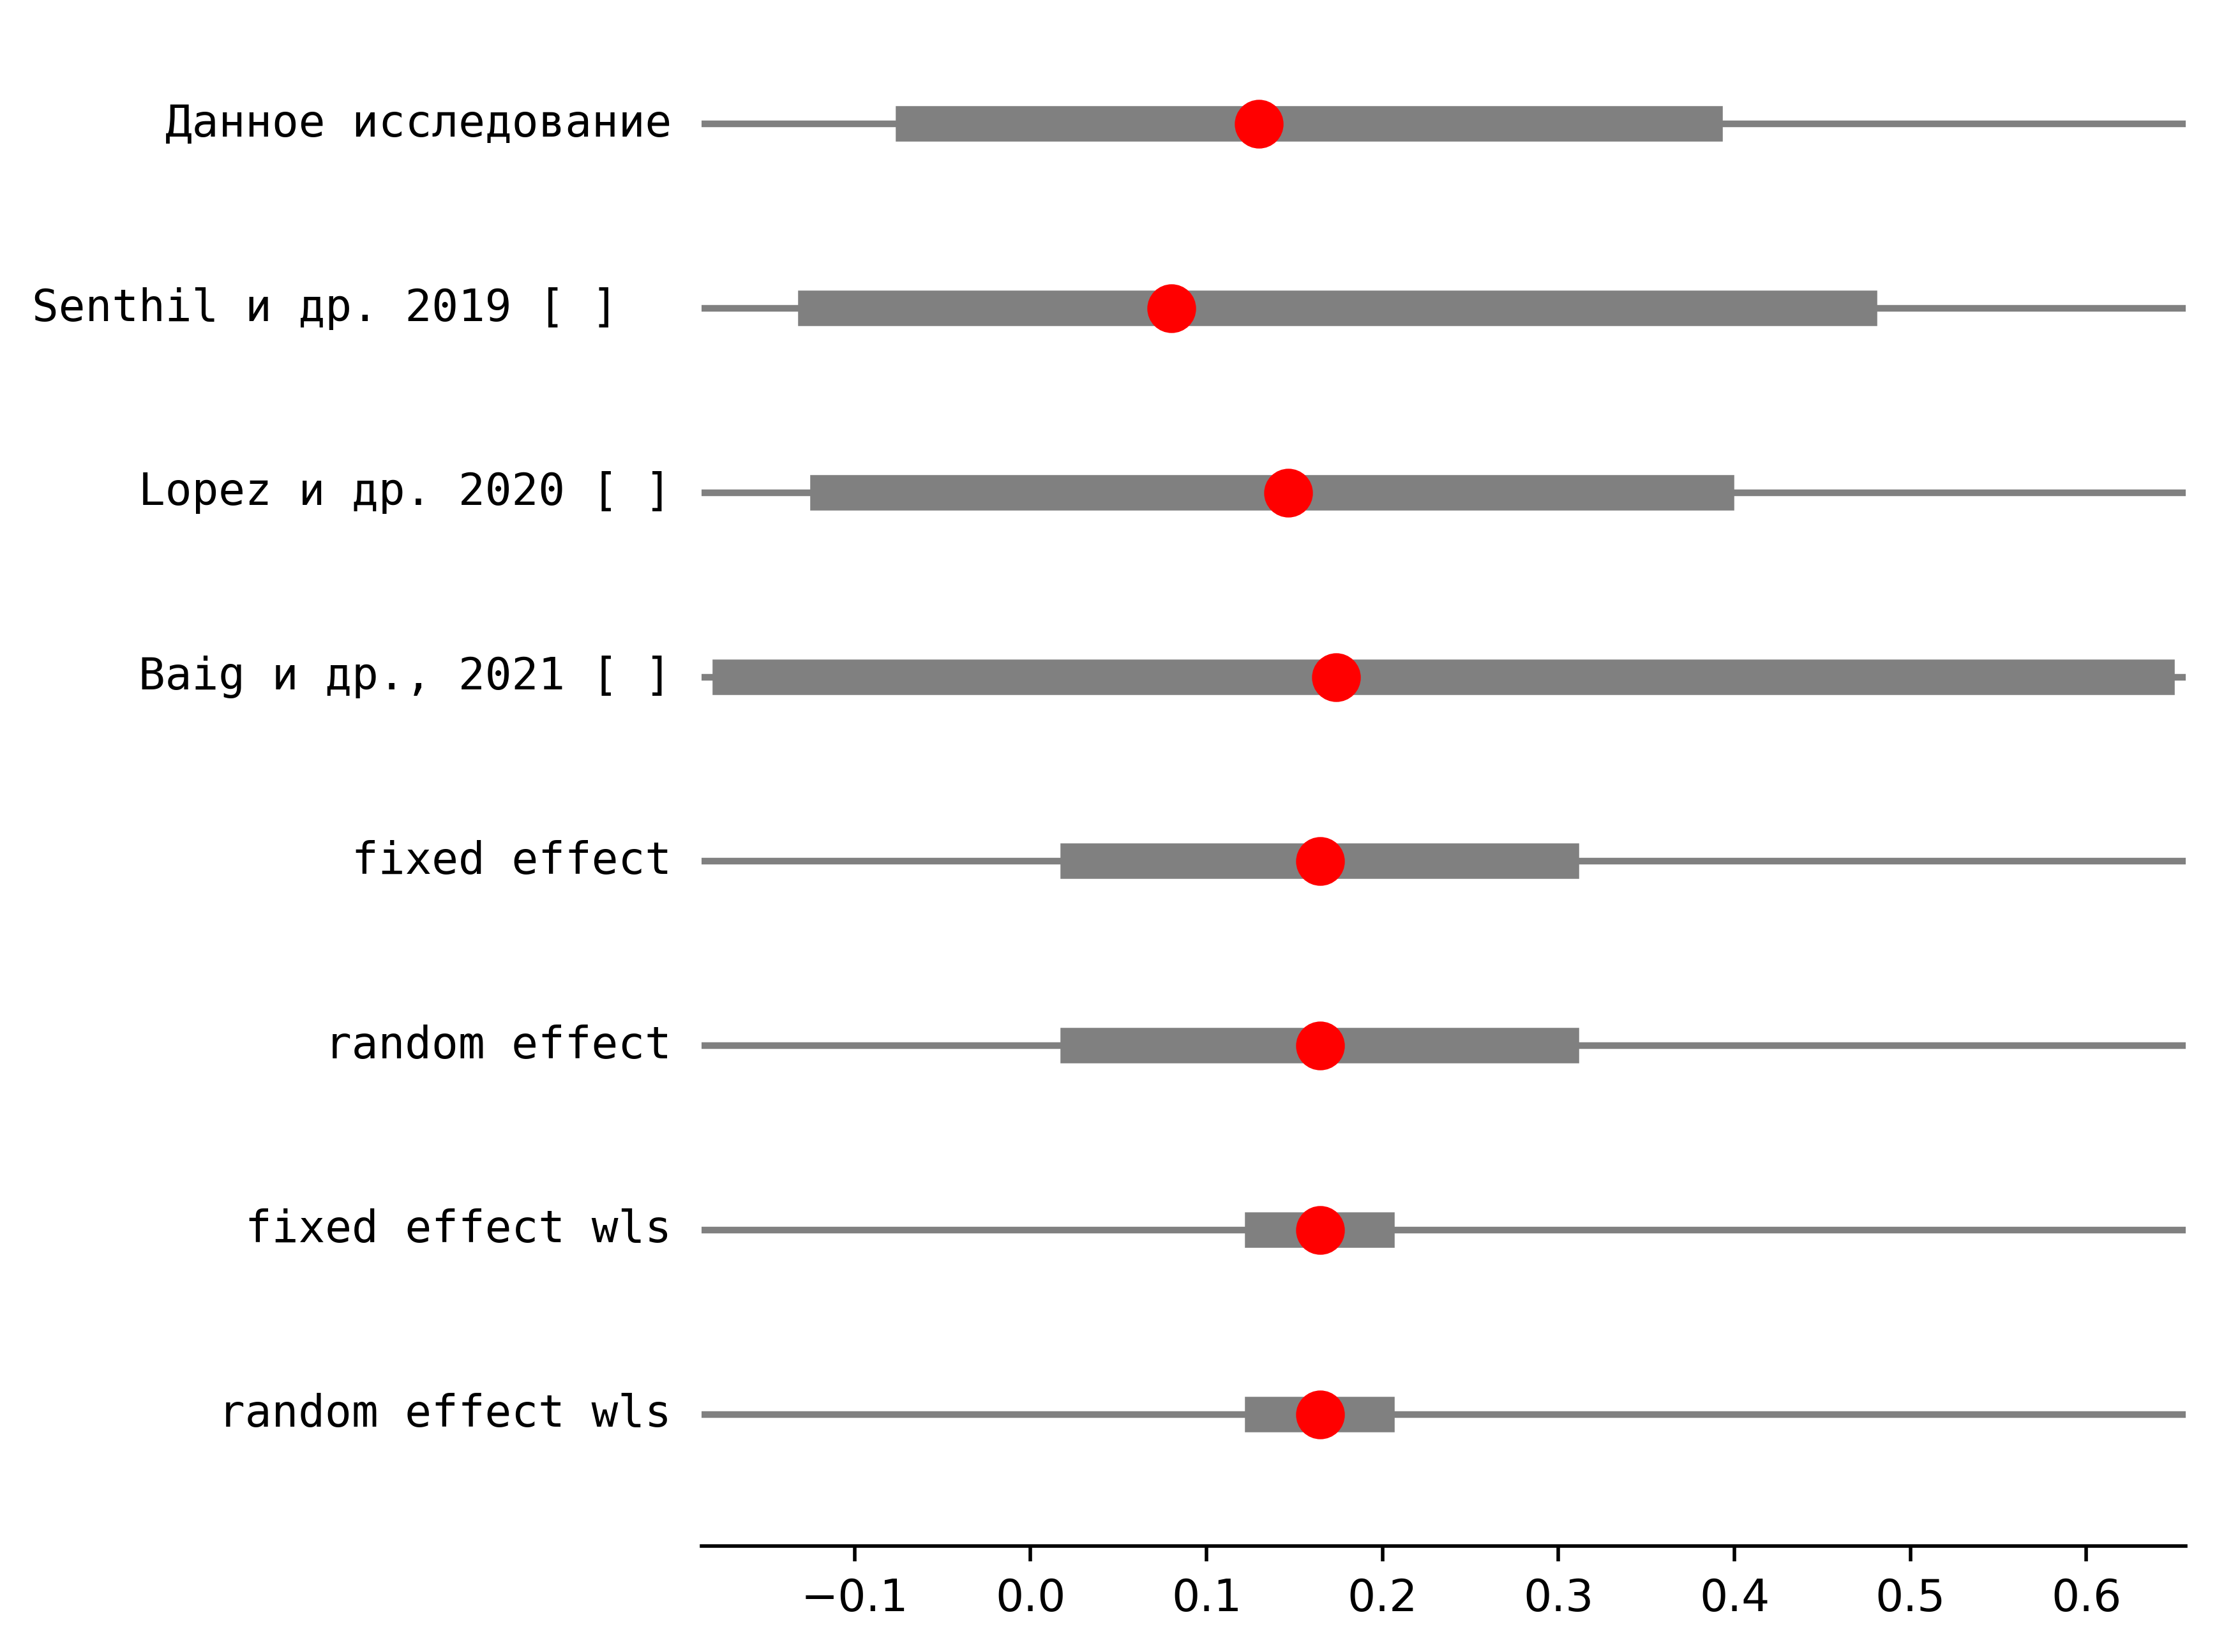 Данное исследование
Senthil и др. 2019 [ ]
Lopez и др. 2020 [ ]
Baig и др., 2021 [ ]
fixed effect
random effect
fixed effect wls
random effect wls
−0.1 0.0 0.1 0.2 0.3 0.4 0.5 0.6